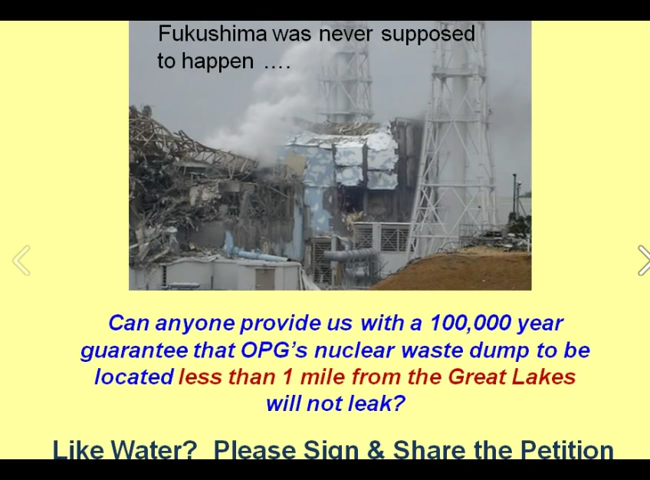 Fukushima was never supposed
to happen ....
Can anyone provide us with a 100,000 year
guarantee that OPG's nuclear waste dump to be
located less than 1 mile from the Great Lakes
will not leak?
Like Water? Please Sign & Share the Petition